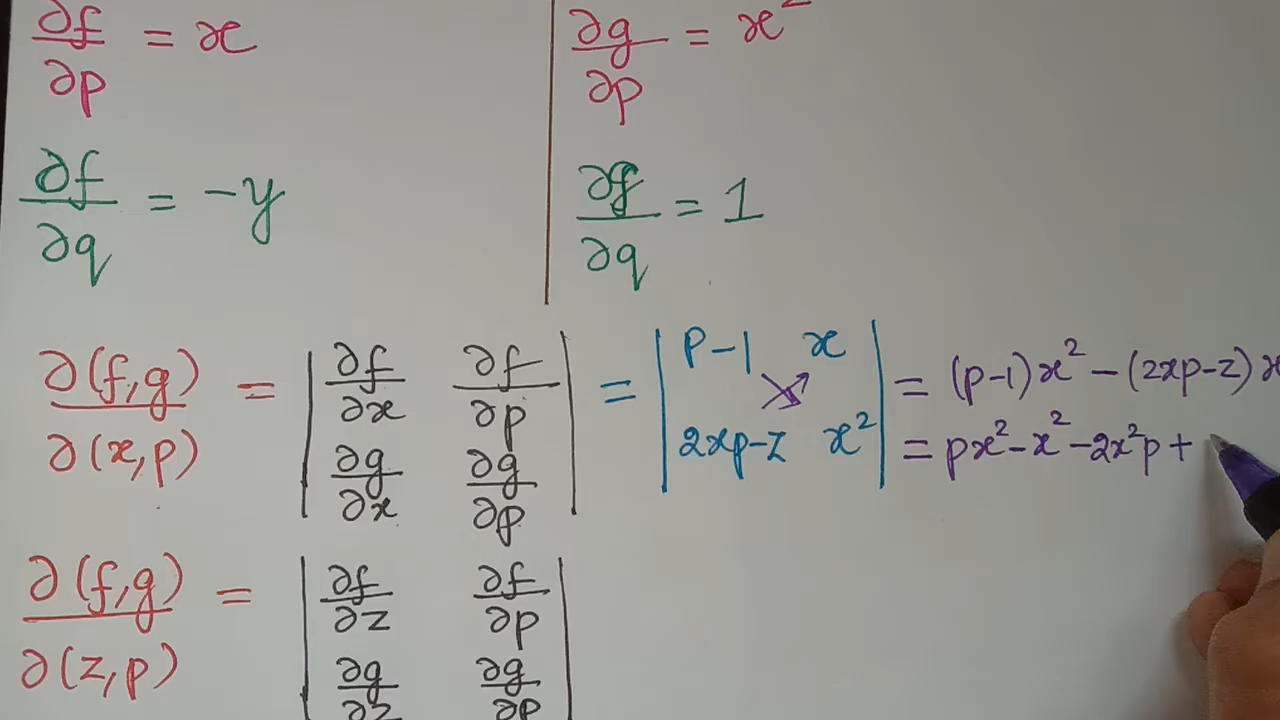 ∂f/∂p = x
∂g/∂p = x²
∂f/∂q = -y
∂g/∂q = 1
∂(f,g)/∂(x,p) = | ∂f/∂x ∂f/∂p ; ∂g/∂x ∂g/∂p | = | p-1 x ; 2xp-z x² | = (p-1)x² - (2xp-z)x
= px² - x² - 2x²p +
∂(f,g)/∂(z,p) = | ∂f/∂z ∂f/∂p ; ∂g/∂z ∂g/∂p |